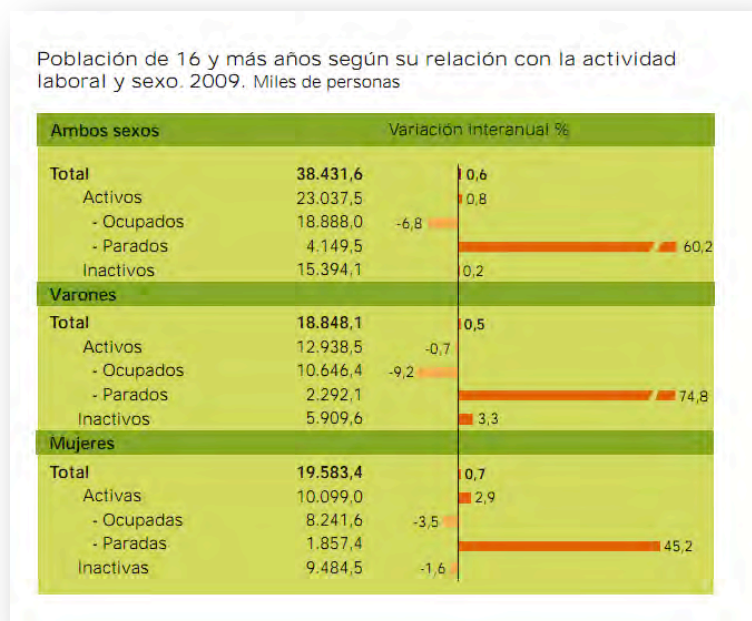 Población de 16 y más años según su relación con la actividad
laboral y sexo. 2009. Miles de personas
Ambos sexos Variación interanual %
Total 38.431,6 0,6
Activos 23.037,5 0,8
- Ocupados 18.888,0 -6,8
- Parados 4.149,5 60,2
Inactivos 15.394,1 0,2
Varones
Total 18.848,1 0,5
Activos 12.938,5 -0,7
- Ocupados 10.646,4 -9,2
- Parados 2.292,1 74,8
Inactivos 5.909,6 3,3
Mujeres
Total 19.583,4 0,7
Activas 10.099,0 2,9
- Ocupadas 8.241,6 -3,5
- Paradas 1.857,4 45,2
Inactivas 9.484,5 -1,6